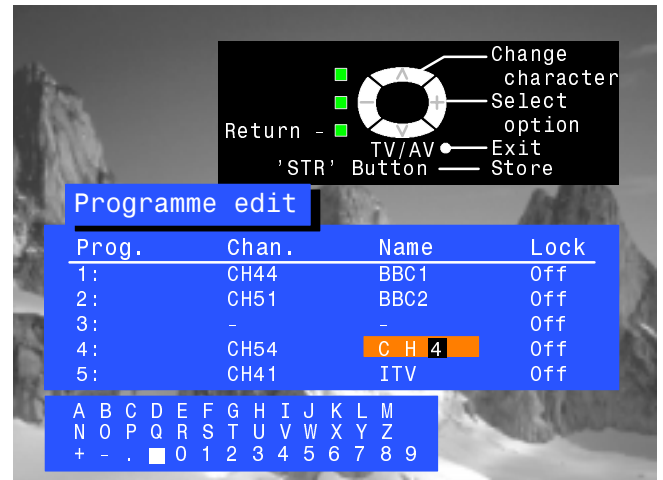 Change
character
Select
option
Return -
TV/AV Exit
'STR' Button Store
Programme edit
Prog. Chan. Name Lock
1: CH44 BBC1 Off
2: CH51 BBC2 Off
3: - - Off
4: CH54 C H 4 Off
5: CH41 ITV Off
A B C D E F G H I J K L M
N O P Q R S T U V W X Y Z
+ - . 0 1 2 3 4 5 6 7 8 9